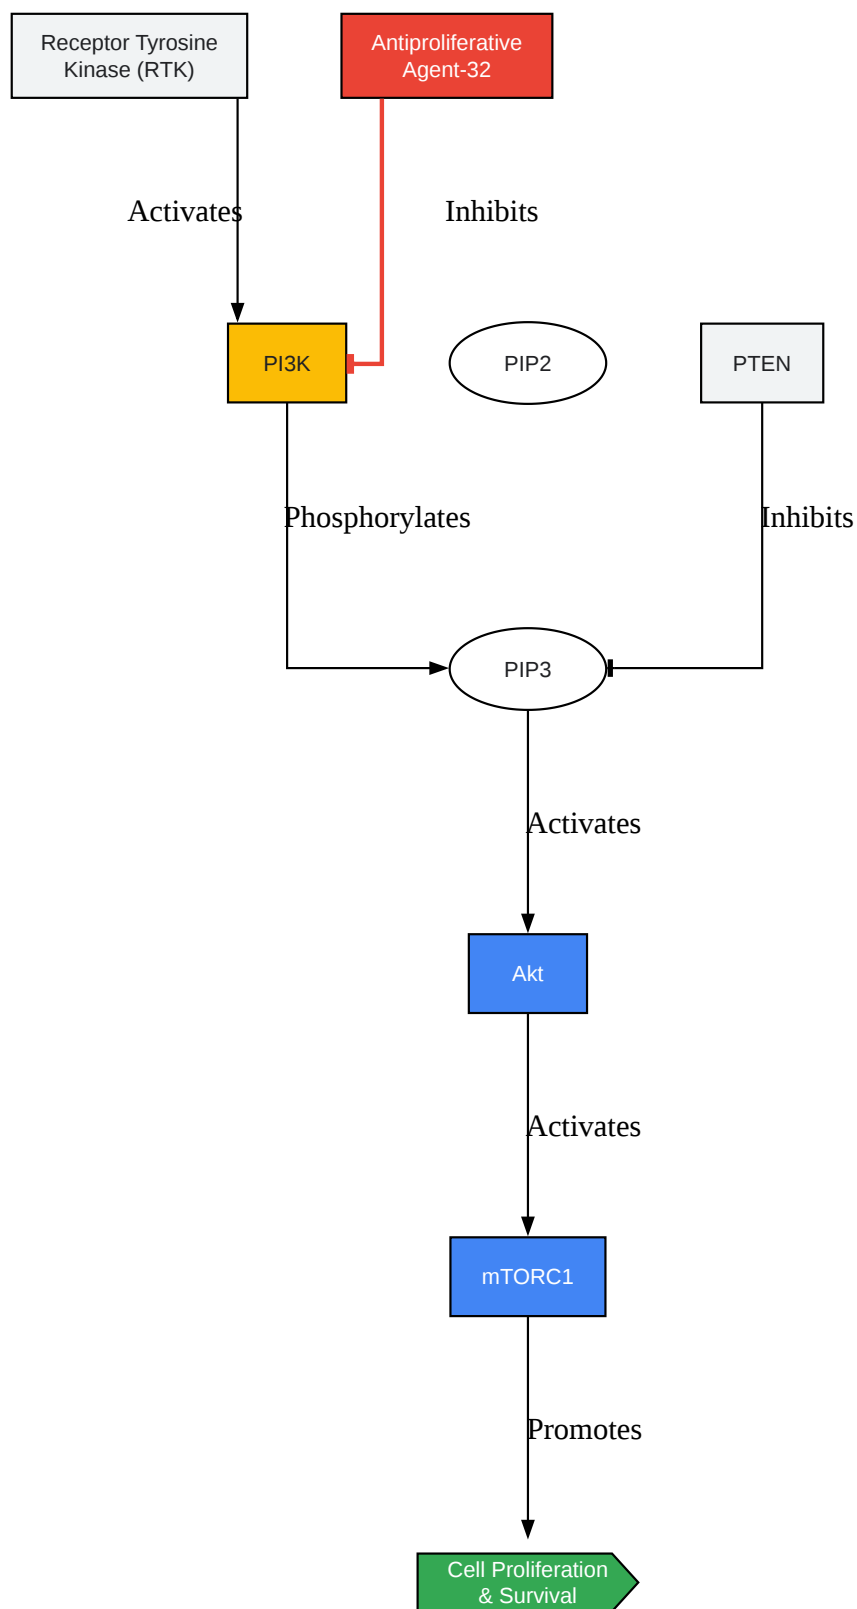 Receptor Tyrosine
Kinase (RTK)
Antiproliferative
Agent-32
Activates
Inhibits
PI3K
PIP2
PTEN
Phosphorylates
Inhibits
PIP3
Activates
Akt
Activates
mTORC1
Promotes
Cell Proliferation
& Survival